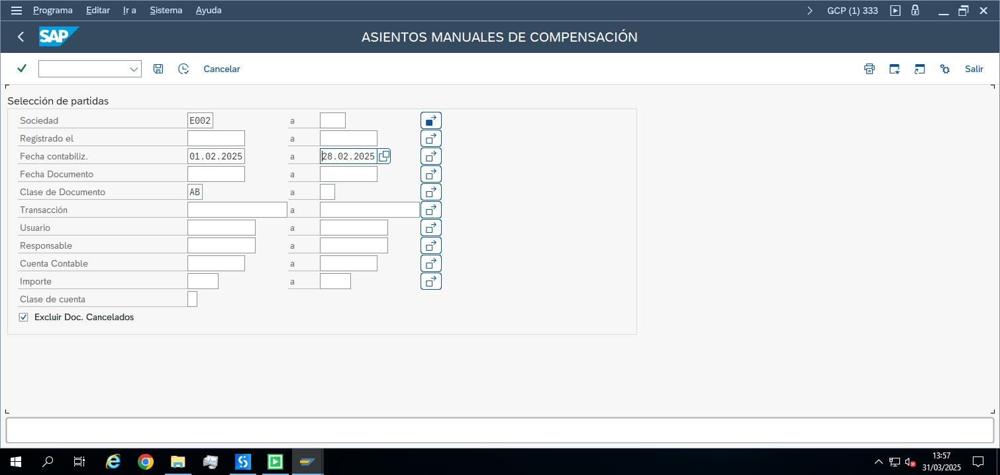 Programa Editar Ir a Sistema Ayuda GCP (1) 333
SAP ASIENTOS MANUALES DE COMPENSACIÓN
Cancelar Salir
Selección de partidas
Sociedad E002 a
Registrado el a
Fecha contabiliz. 01.02.2025 a 28.02.2025
Fecha Documento a
Clase de Documento AB a
Transacción a
Usuario a
Responsable a
Cuenta Contable a
Importe a
Clase de cuenta
Excluir Doc. Cancelados
13:57
31/03/2025